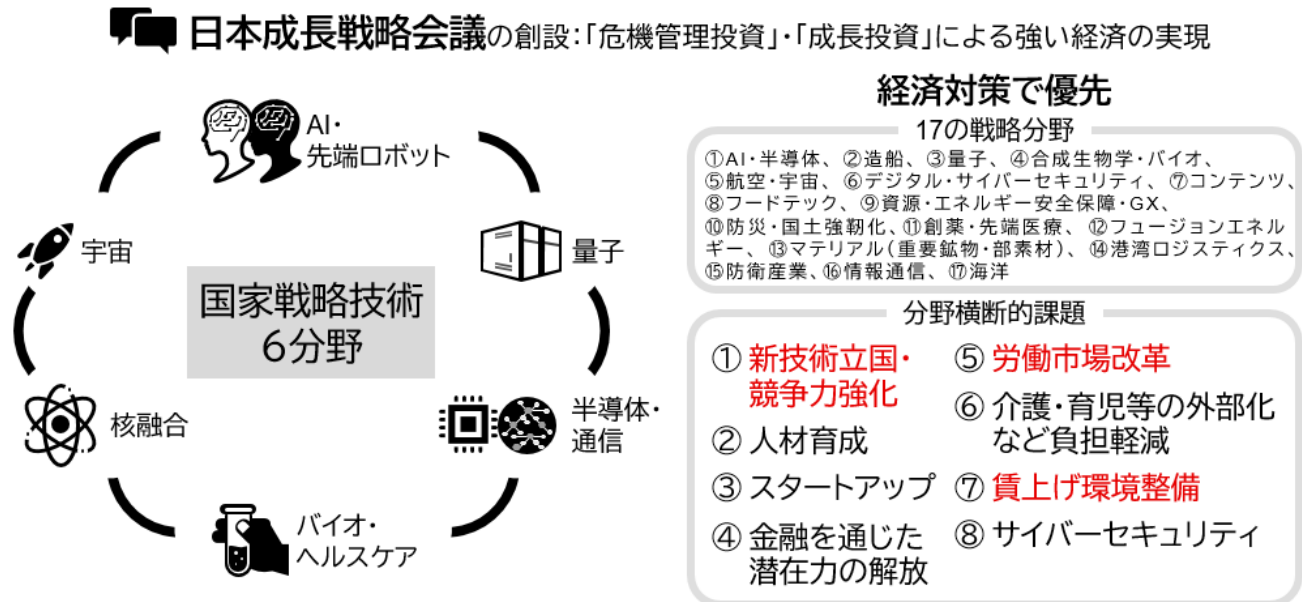 日本成長戦略会議の創設:「危機管理投資」・「成長投資」による強い経済の実現
AI・
先端ロボット
宇宙
量子
国家戦略技術
6分野
核融合
半導体・
通信
バイオ・
ヘルスケア
経済対策で優先
17の戦略分野
①AI・半導体、②造船、③量子、④合成生物学・バイオ、
⑤航空・宇宙、⑥デジタル・サイバーセキュリティ、⑦コンテンツ、
⑧フードテック、⑨資源・エネルギー安全保障・GX、
⑩防災・国土強靭化、⑪創薬・先端医療、⑫フュージョンエネル
ギー、⑬マテリアル(重要鉱物・部素材)、⑭港湾ロジスティクス、
⑮防衛産業、⑯情報通信、⑰海洋
分野横断的課題
① 新技術立国・
競争力強化
② 人材育成
③ スタートアップ
④ 金融を通じた
潜在力の解放
⑤ 労働市場改革
⑥ 介護・育児等の外部化
など負担軽減
⑦ 賃上げ環境整備
⑧ サイバーセキュリティ